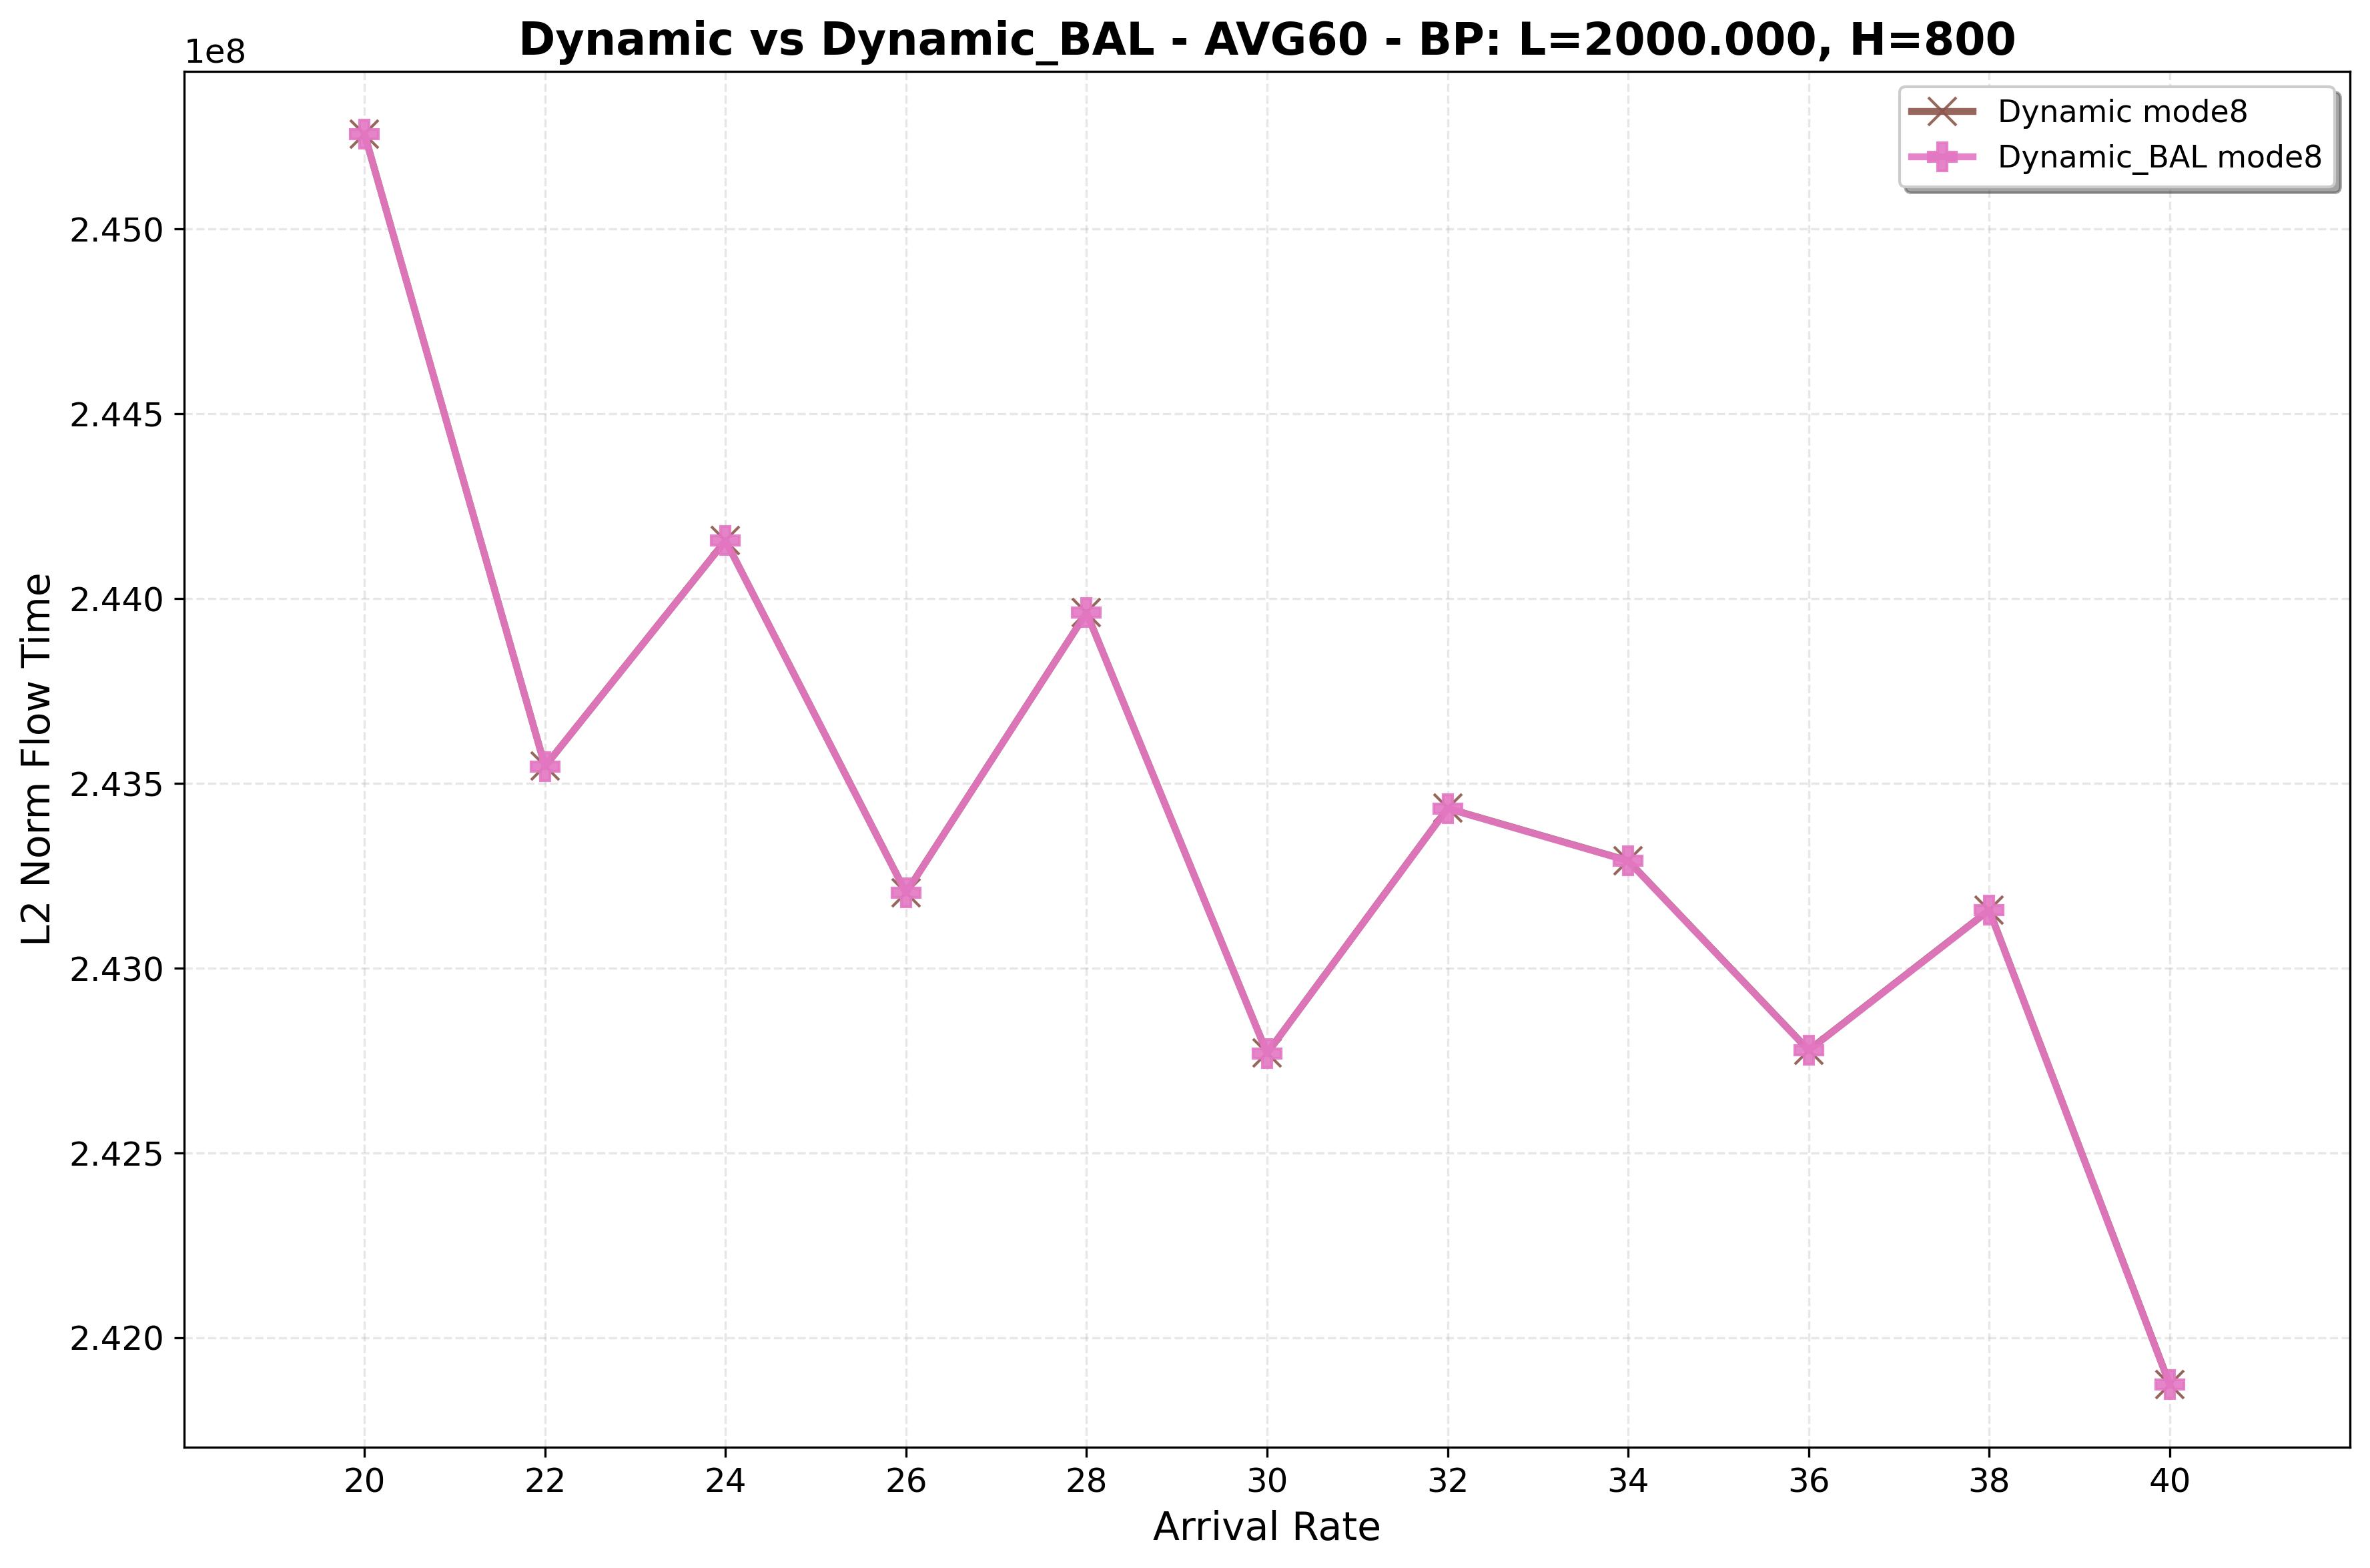 Dynamic vs Dynamic_BAL - AVG60 - BP: L=2000.000, H=800
1e8
Dynamic mode8
Dynamic_BAL mode8
2.450
2.445
2.440
2.435
2.430
2.425
2.420
L2 Norm Flow Time
20 22 24 26 28 30 32 34 36 38 40
Arrival Rate